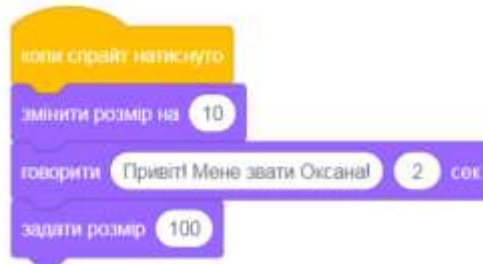 коли спрайт натиснуто
змінити розмір на 10
говорити Привіт! Мене звати Оксана! 2 сек
задати розмір 100